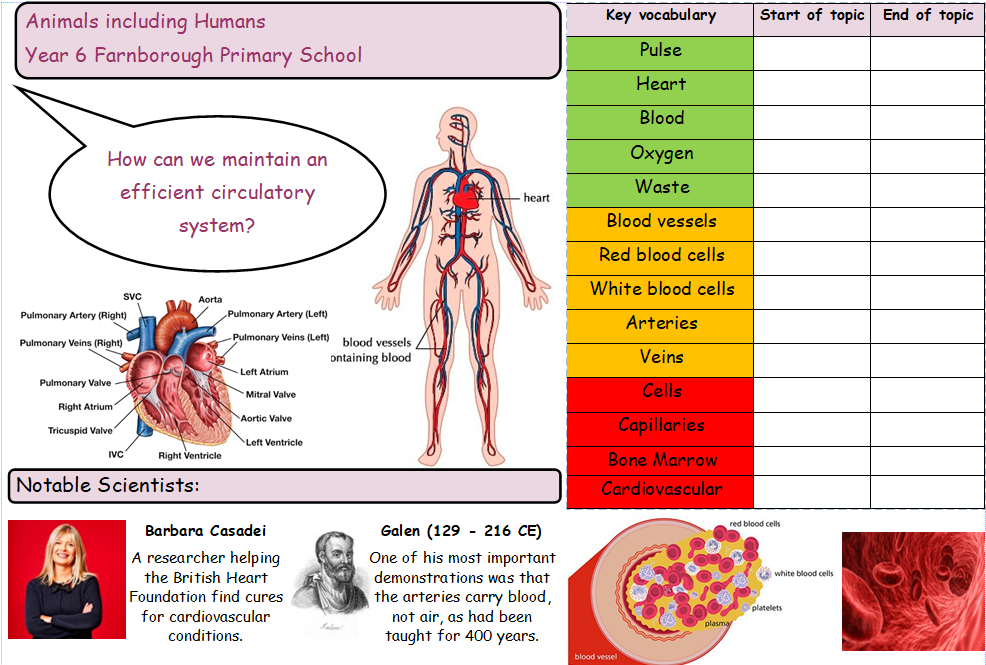 Animals including Humans
Year 6 Farnborough Primary School
How can we maintain an
efficient circulatory
system?
heart
blood vessels
ontaining blood
SVC
Aorta
Pulmonary Artery (Right)
Pulmonary Artery (Left)
Pulmonary Veins (Right)
Pulmonary Veins (Left)
Left Atrium
Pulmonary Valve
Mitral Valve
Right Atrium
Aortic Valve
Tricuspid Valve
Left Ventricle
IVC
Right Ventricle
Notable Scientists:
Barbara Casadei
A researcher helping
the British Heart
Foundation find cures
for cardiovascular
conditions.
Galen
Galen (129 - 216 CE)
One of his most important
demonstrations was that
the arteries carry blood,
not air, as had been
taught for 400 years.
Key vocabulary Start of topic End of topic
Pulse
Heart
Blood
Oxygen
Waste
Blood vessels
Red blood cells
White blood cells
Arteries
Veins
Cells
Capillaries
Bone Marrow
Cardiovascular
red blood cells
white blood cells
platelets
plasma
blood vessel